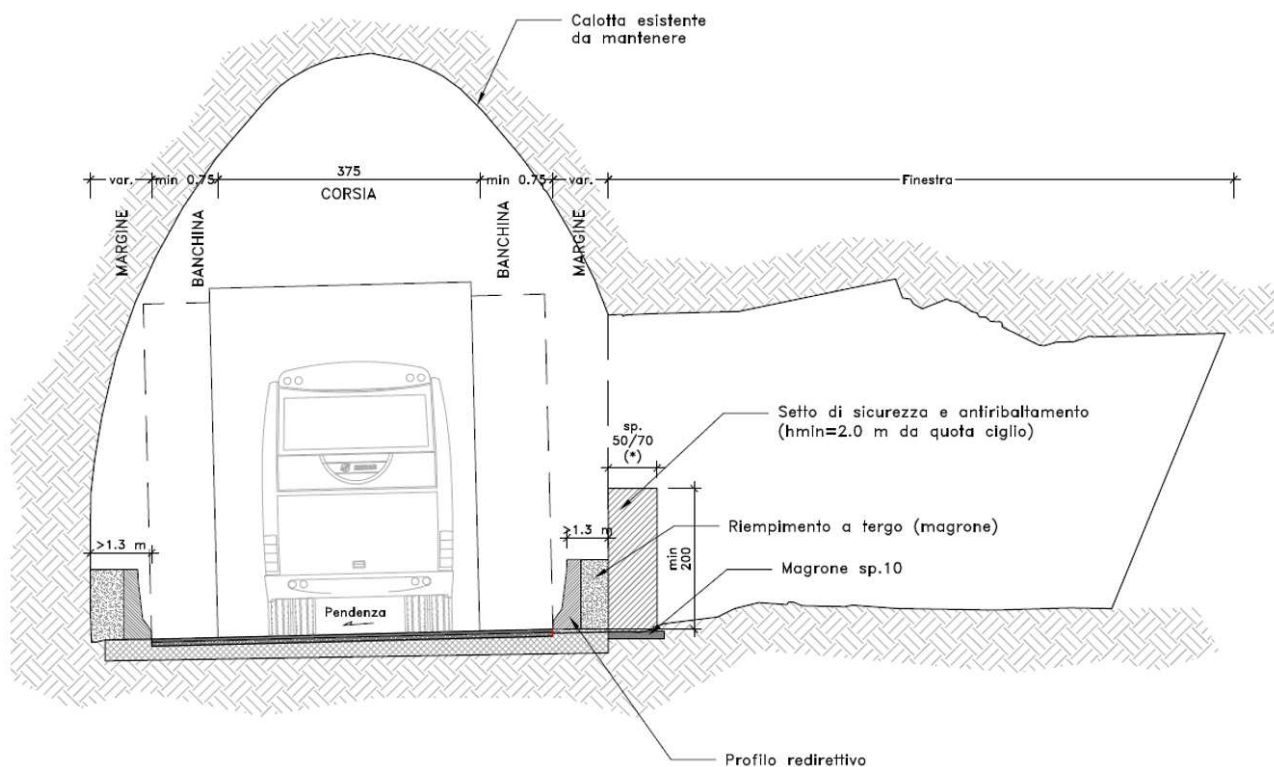 Calotta esistente
da mantenere
var.
min 0.75
375
min 0.75
var.
Finestra
CORSIA
MARGINE
BANCHINA
BANCHINA
MARGINE
sp.
50/70
(*)
Setto di sicurezza e antiribaltamento
(hmin=2.0 m da quota ciglio)
>1.3 m
>1.3 m
Riempimento a tergo (magrone)
min
200
Magrone sp.10
Pendenza
Profilo redirettivo